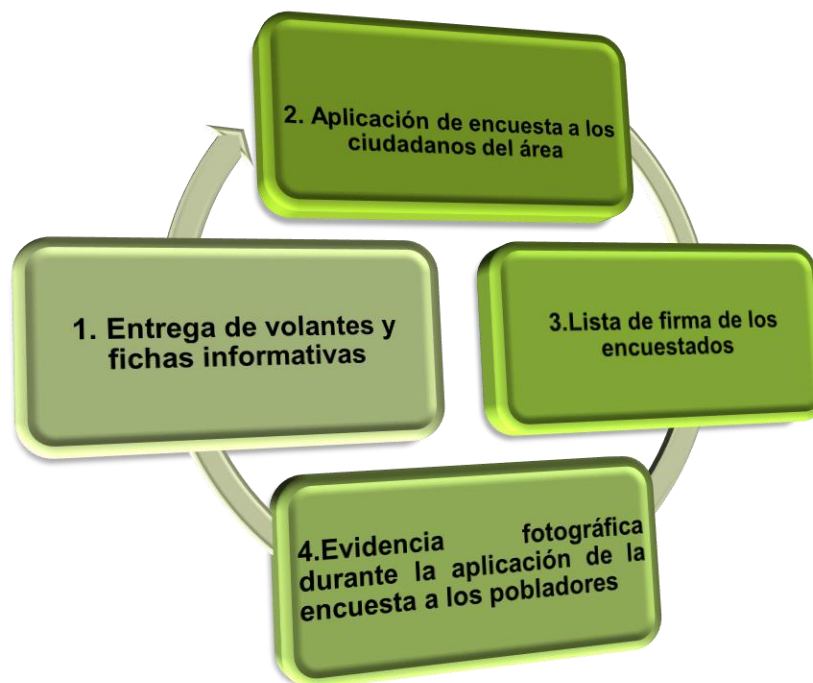 1. Entrega de volantes y
fichas informativas
2. Aplicación de encuesta a los
ciudadanos del área
3.Lista de firma de los
encuestados
4.Evidencia fotográfica
durante la aplicación de la
encuesta a los pobladores